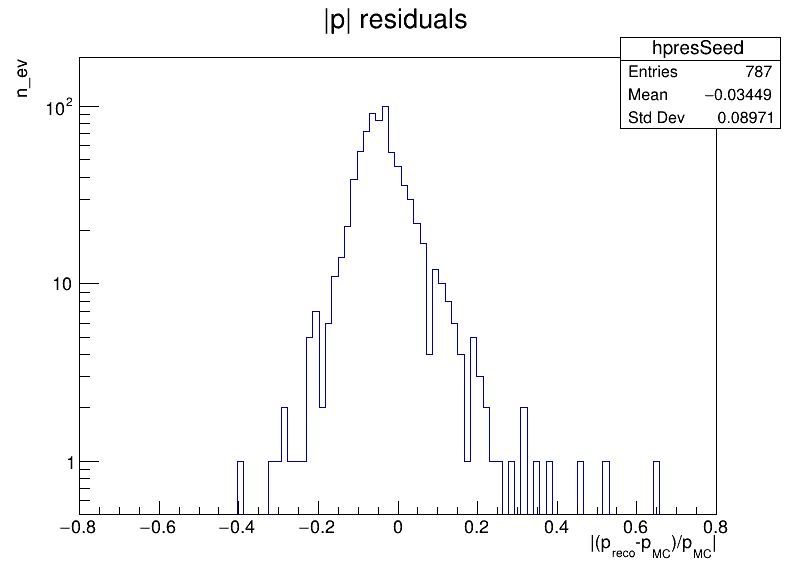 |p| residuals
hpresSeed
Entries 787
Mean −0.03449
Std Dev 0.08971
n_ev
10²
10
1
−0.8 −0.6 −0.4 −0.2 0 0.2 0.4 0.6 0.8
|(p_reco-p_MC)/p_MC|